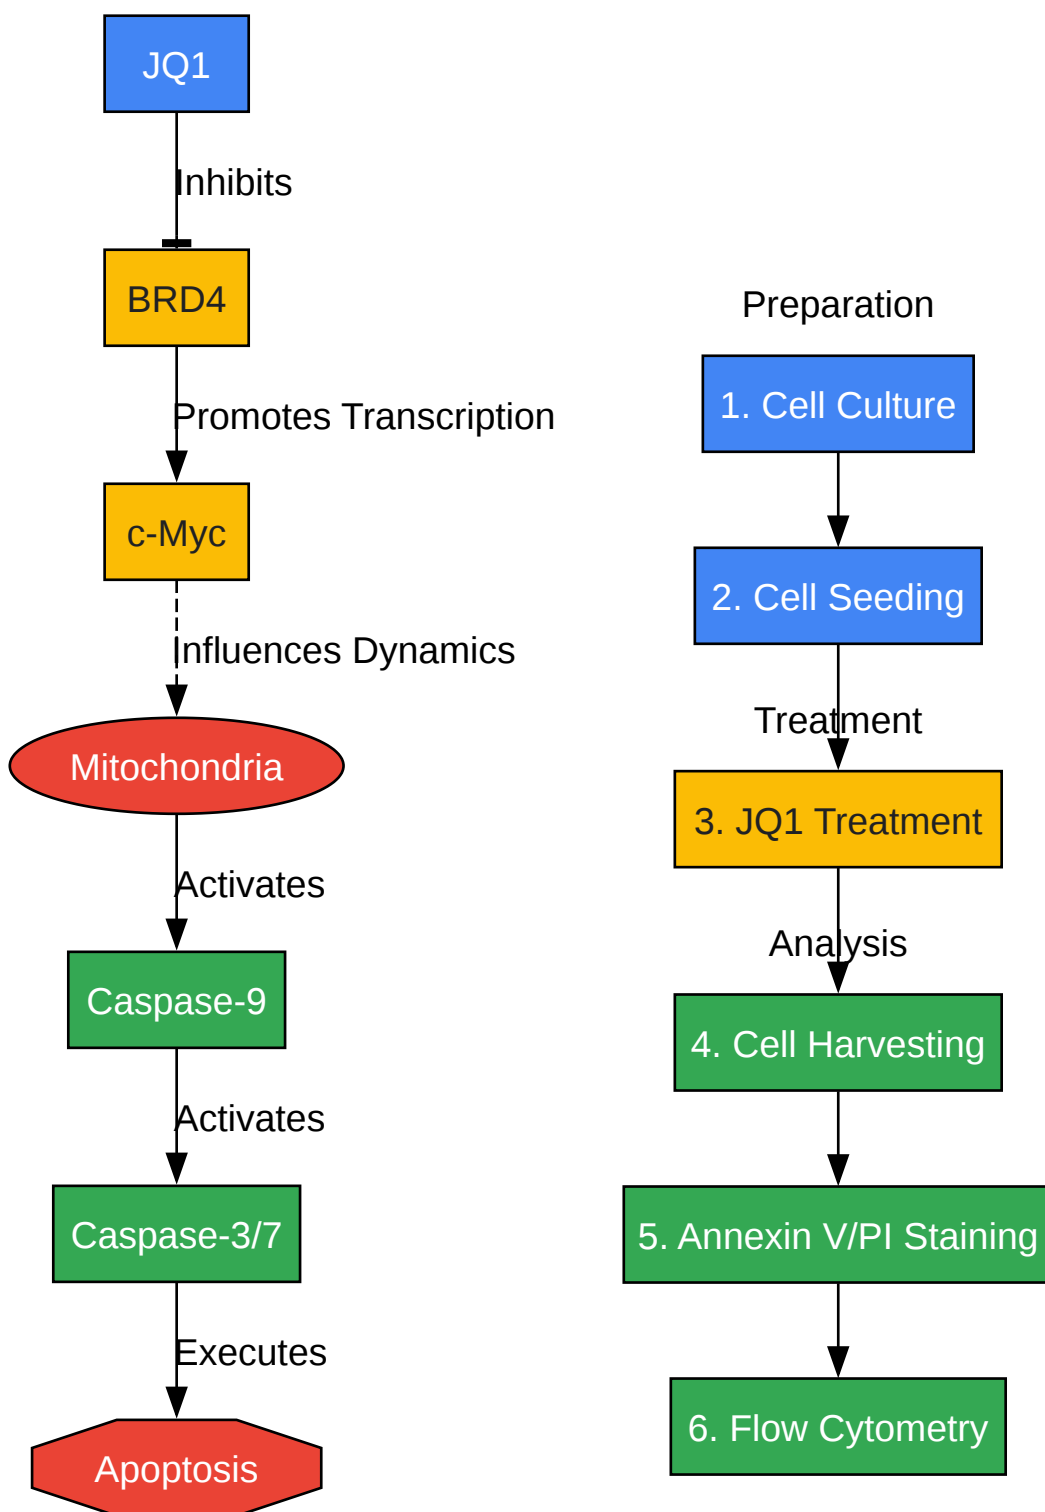 JQ1
Inhibits
BRD4
Promotes Transcription
c-Myc
Influences Dynamics
Mitochondria
Activates
Caspase-9
Activates
Caspase-3/7
Executes
Apoptosis
Preparation
1. Cell Culture
2. Cell Seeding
Treatment
3. JQ1 Treatment
Analysis
4. Cell Harvesting
5. Annexin V/PI Staining
6. Flow Cytometry